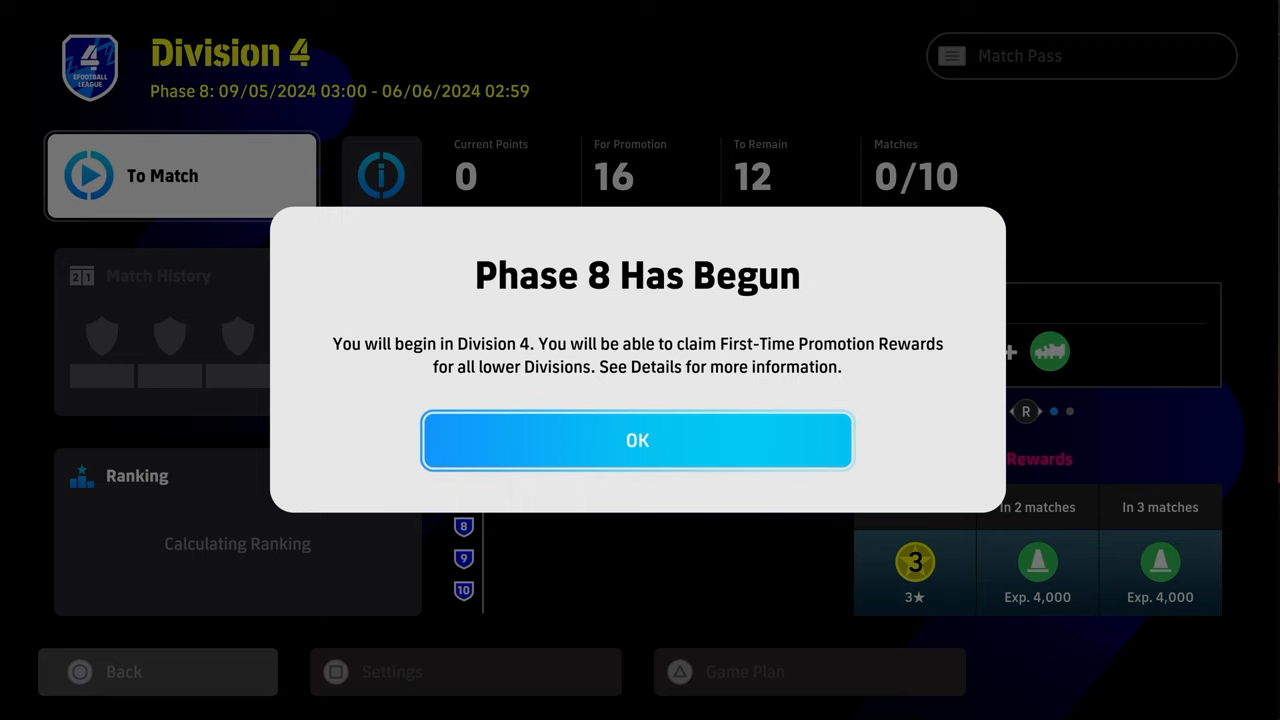 4
EFOOTBALL
LEAGUE
Division 4
Phase 8: 09/05/2024 03:00 - 06/06/2024 02:59
Match Pass
To Match
Current Points
For Promotion
To Remain
Matches
0
16
12
0/10
21 Match History
Phase 8 Has Begun
You will begin in Division 4. You will be able to claim First-Time Promotion Rewards
for all lower Divisions. See Details for more information.
+
R
OK
Rewards
Ranking
Calculating Ranking
8
9
10
In 2 matches
In 3 matches
3
3★
Exp. 4,000
Exp. 4,000
Back
Settings
Game Plan